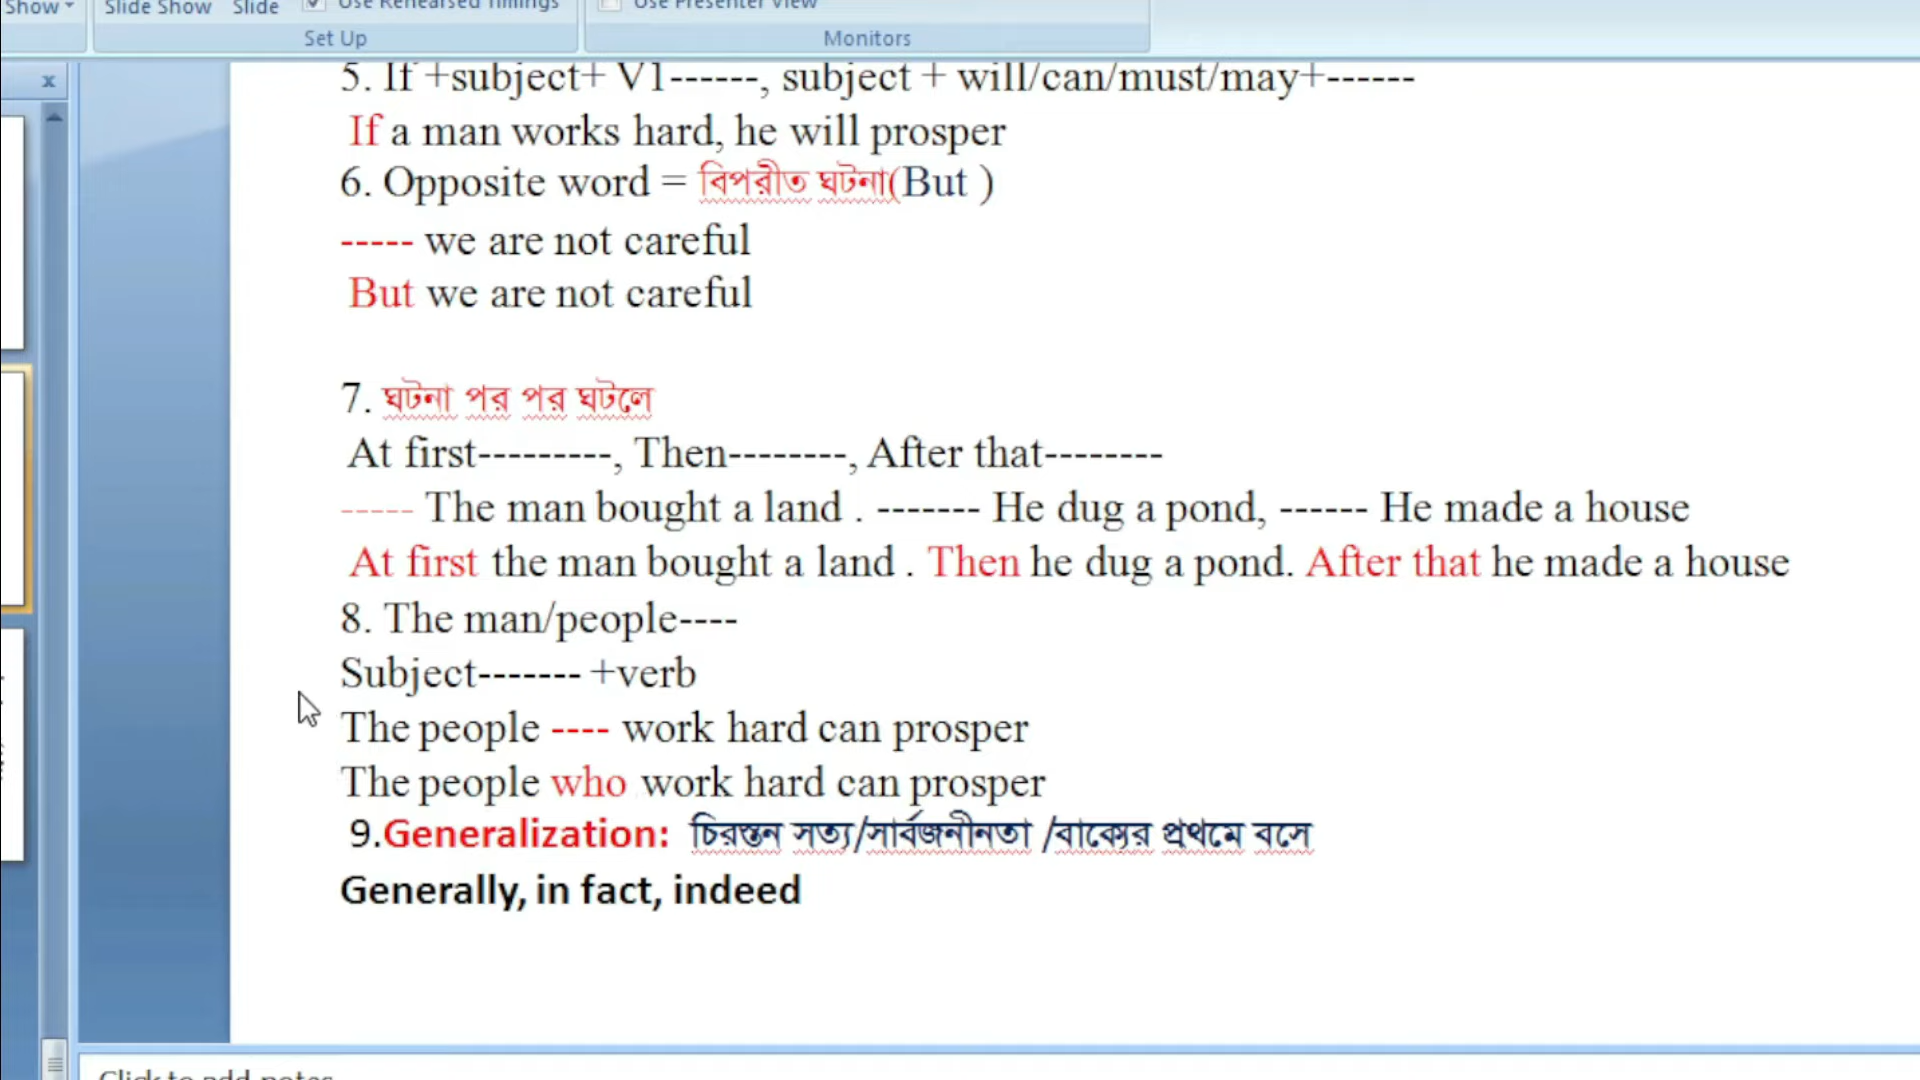 Show Slide Show Slide Use Rehearsed Timings Use Presenter View
Set Up Monitors
5. If +subject+ V1------, subject + will/can/must/may+------
If a man works hard, he will prosper
6. Opposite word = বিপরীত ঘটনা(But )
----- we are not careful
But we are not careful
7. ঘটনা পর পর ঘটলে
At first---------, Then--------, After that--------
----- The man bought a land . ------- He dug a pond, ------ He made a house
At first the man bought a land . Then he dug a pond. After that he made a house
8. The man/people----
Subject------- +verb
The people ---- work hard can prosper
The people who work hard can prosper
9.Generalization: চিরন্তন সত্য/সার্বজনীনতা /বাক্যের প্রথমে বসে
Generally, in fact, indeed
Click to add notes